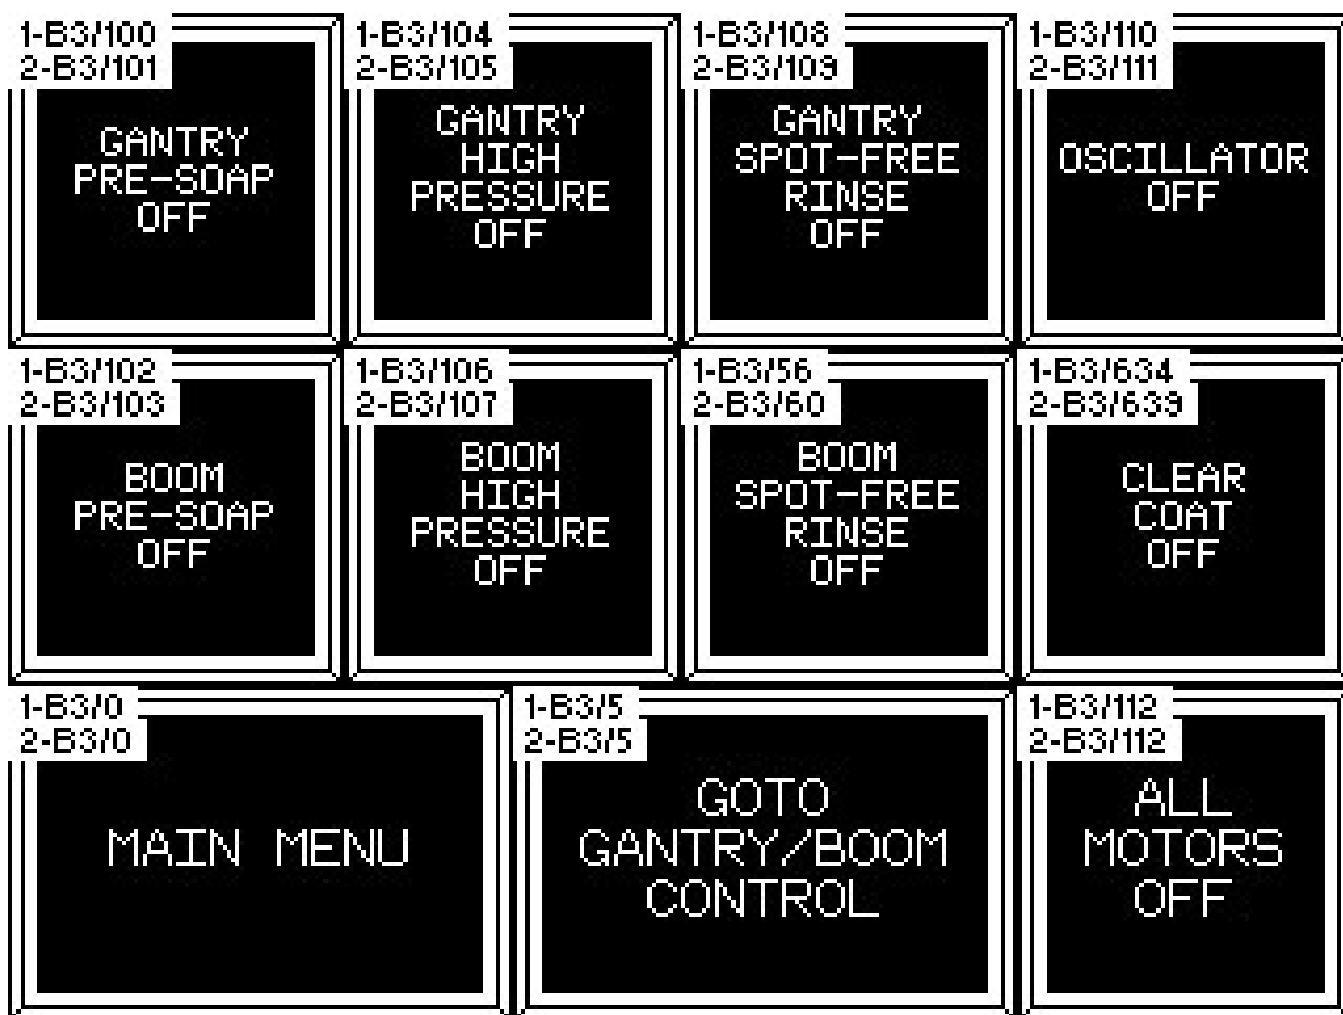 1-B3/100
2-B3/101
GANTRY
PRE-SOAP
OFF
1-B3/104
2-B3/105
GANTRY
HIGH
PRESSURE
OFF
1-B3/108
2-B3/109
GANTRY
SPOT-FREE
RINSE
OFF
1-B3/110
2-B3/111
OSCILLATOR
OFF
1-B3/102
2-B3/103
BOOM
PRE-SOAP
OFF
1-B3/106
2-B3/107
BOOM
HIGH
PRESSURE
OFF
1-B3/56
2-B3/60
BOOM
SPOT-FREE
RINSE
OFF
1-B3/634
2-B3/639
CLEAR
COAT
OFF
1-B3/0
2-B3/0
MAIN MENU
1-B3/5
2-B3/5
GOTO
GANTRY/BOOM
CONTROL
1-B3/112
2-B3/112
ALL
MOTORS
OFF